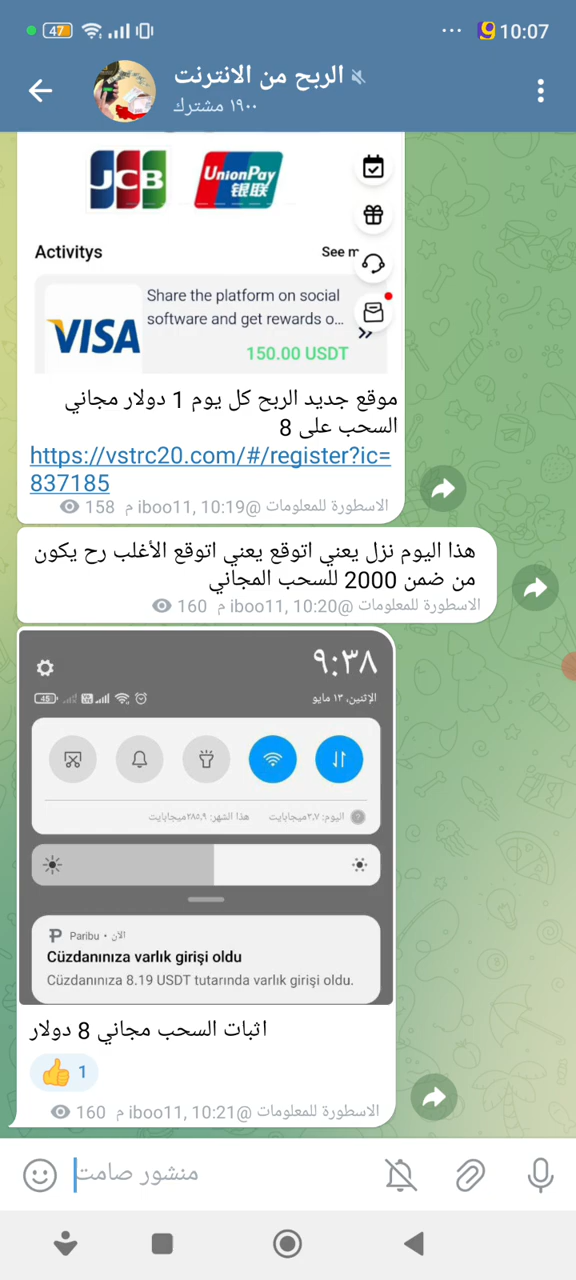 47
10:07
الربح من الانترنت
١٩٠٠ مشترك
JCB
UnionPay
银联
Activitys
See m
Share the platform on social
software and get rewards o...
VISA
150.00 USDT
موقع جديد الربح كل يوم 1 دولار مجاني
السحب على 8
https://vstrc20.com/#/register?ic=
837185
158 الاسطورة للمعلومات @iboo11, 10:19 م
هذا اليوم نزل يعني اتوقع يعني اتوقع الأغلب رح يكون
من ضمن 2000 للسحب المجاني
160 الاسطورة للمعلومات @iboo11, 10:20 م
٩:٣٨
45
الإثنين، ١٣ مايو
اليوم: ٣٫٧ميجابايت هذا الشهر: ٢٨٥٫٩ميجابايت
Paribu • الآن
Cüzdanınıza varlık girişi oldu
Cüzdanınıza 8.19 USDT tutarında varlık girişi oldu.
اثبات السحب مجاني 8 دولار
👍 1
160 الاسطورة للمعلومات @iboo11, 10:21 م
منشور صامت